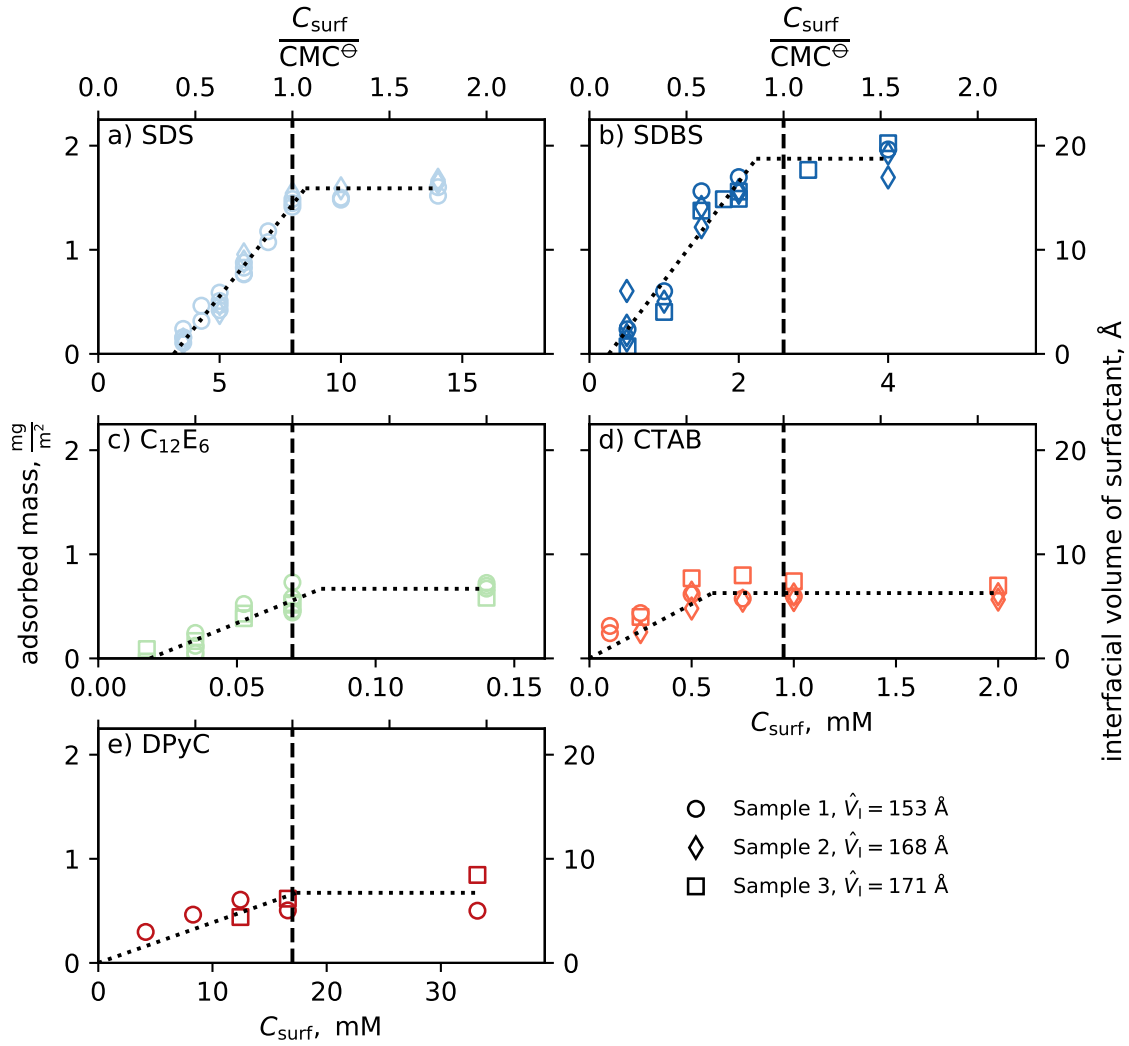 C_surf / CMC^⦵
C_surf / CMC^⦵
0.0 0.5 1.0 1.5 2.0
0.0 0.5 1.0 1.5 2.0
a) SDS
2
1
0
0 5 10 15
b) SDBS
20
10
0
0 2 4
c) C₁₂E₆
2
1
0
0.00 0.05 0.10 0.15
d) CTAB
20
10
0
0.0 0.5 1.0 1.5 2.0
C_surf, mM
e) DPyC
2
1
0
20
10
0
0 10 20 30
C_surf, mM
adsorbed mass, mg/m²
interfacial volume of surfactant, Å
Sample 1, V̂_I = 153 Å
Sample 2, V̂_I = 168 Å
Sample 3, V̂_I = 171 Å